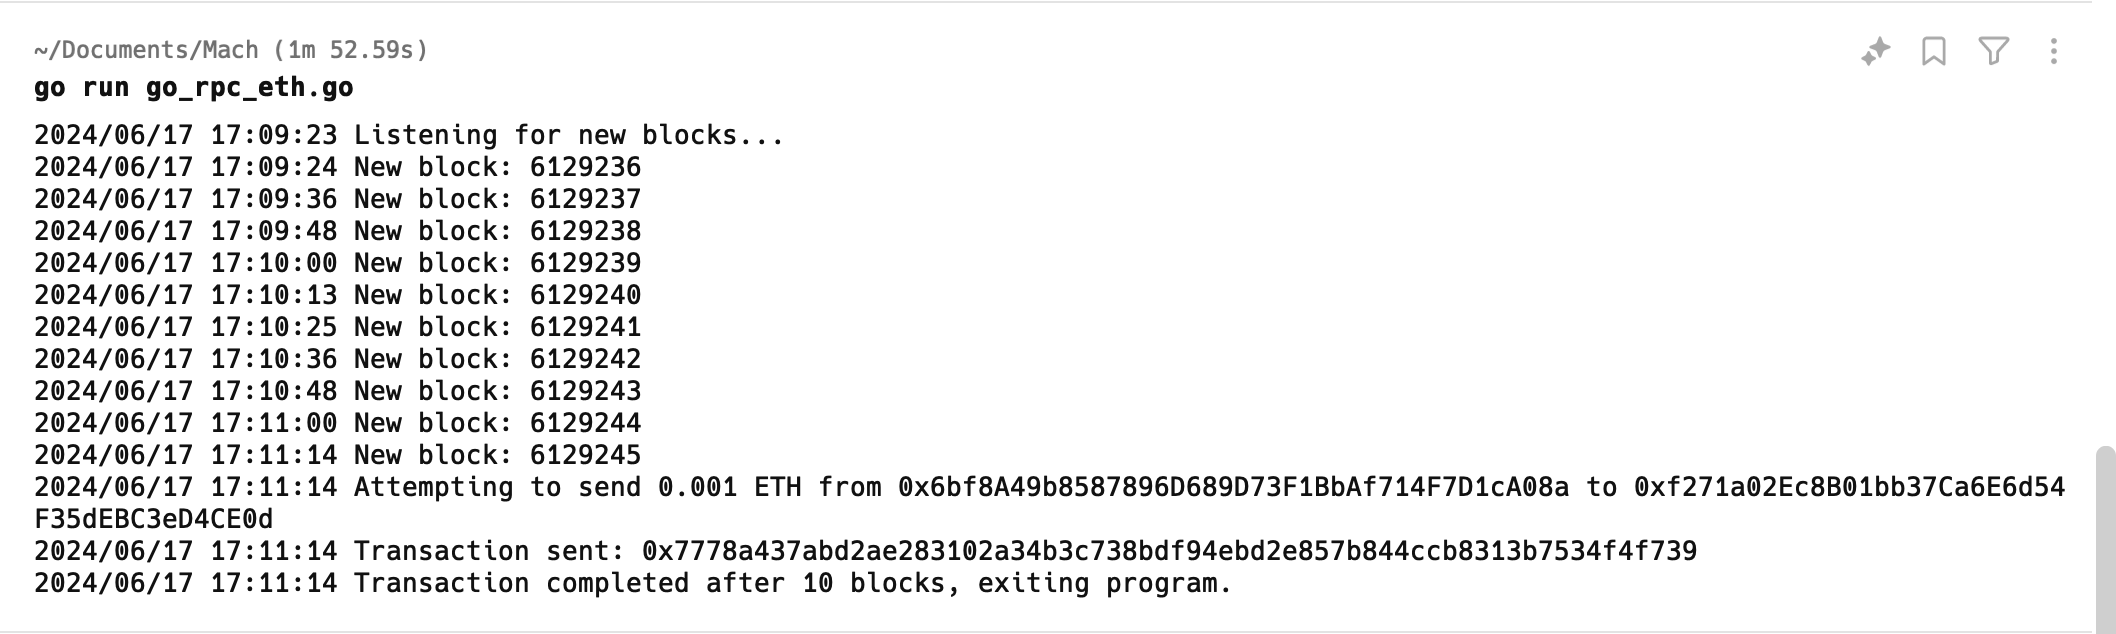 ~/Documents/Mach (1m 52.59s)
go run go_rpc_eth.go
2024/06/17 17:09:23 Listening for new blocks...
2024/06/17 17:09:24 New block: 6129236
2024/06/17 17:09:36 New block: 6129237
2024/06/17 17:09:48 New block: 6129238
2024/06/17 17:10:00 New block: 6129239
2024/06/17 17:10:13 New block: 6129240
2024/06/17 17:10:25 New block: 6129241
2024/06/17 17:10:36 New block: 6129242
2024/06/17 17:10:48 New block: 6129243
2024/06/17 17:11:00 New block: 6129244
2024/06/17 17:11:14 New block: 6129245
2024/06/17 17:11:14 Attempting to send 0.001 ETH from 0x6bf8A49b8587896D689D73F1BbAf714F7D1cA08a to 0xf271a02Ec8B01bb37Ca6E6d54
F35dEBC3eD4CE0d
2024/06/17 17:11:14 Transaction sent: 0x7778a437abd2ae283102a34b3c738bdf94ebd2e857b844ccb8313b7534f4f739
2024/06/17 17:11:14 Transaction completed after 10 blocks, exiting program.